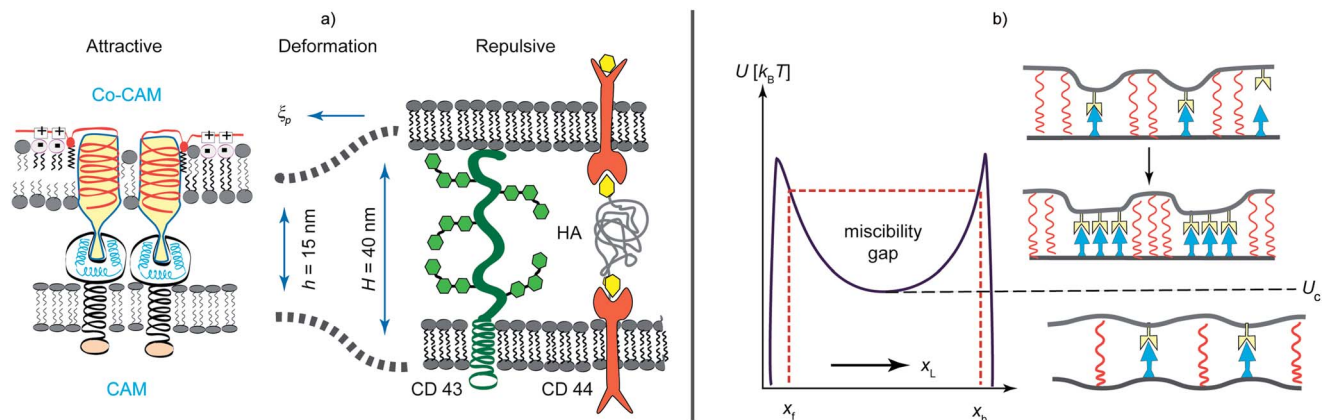 a)
Attractive
Deformation
Repulsive
Co-CAM
ξp
+ +
+ +
h = 15 nm
H = 40 nm
HA
CAM
CD 43
CD 44
b)
U [kBT]
miscibility
gap
Uc
xL
xf
xb